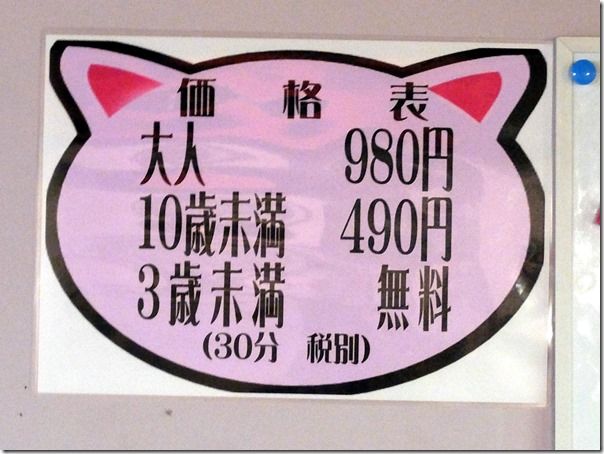 価格表
大人 980円
10歳未満 490円
3歳未満 無料
(30分 税別)